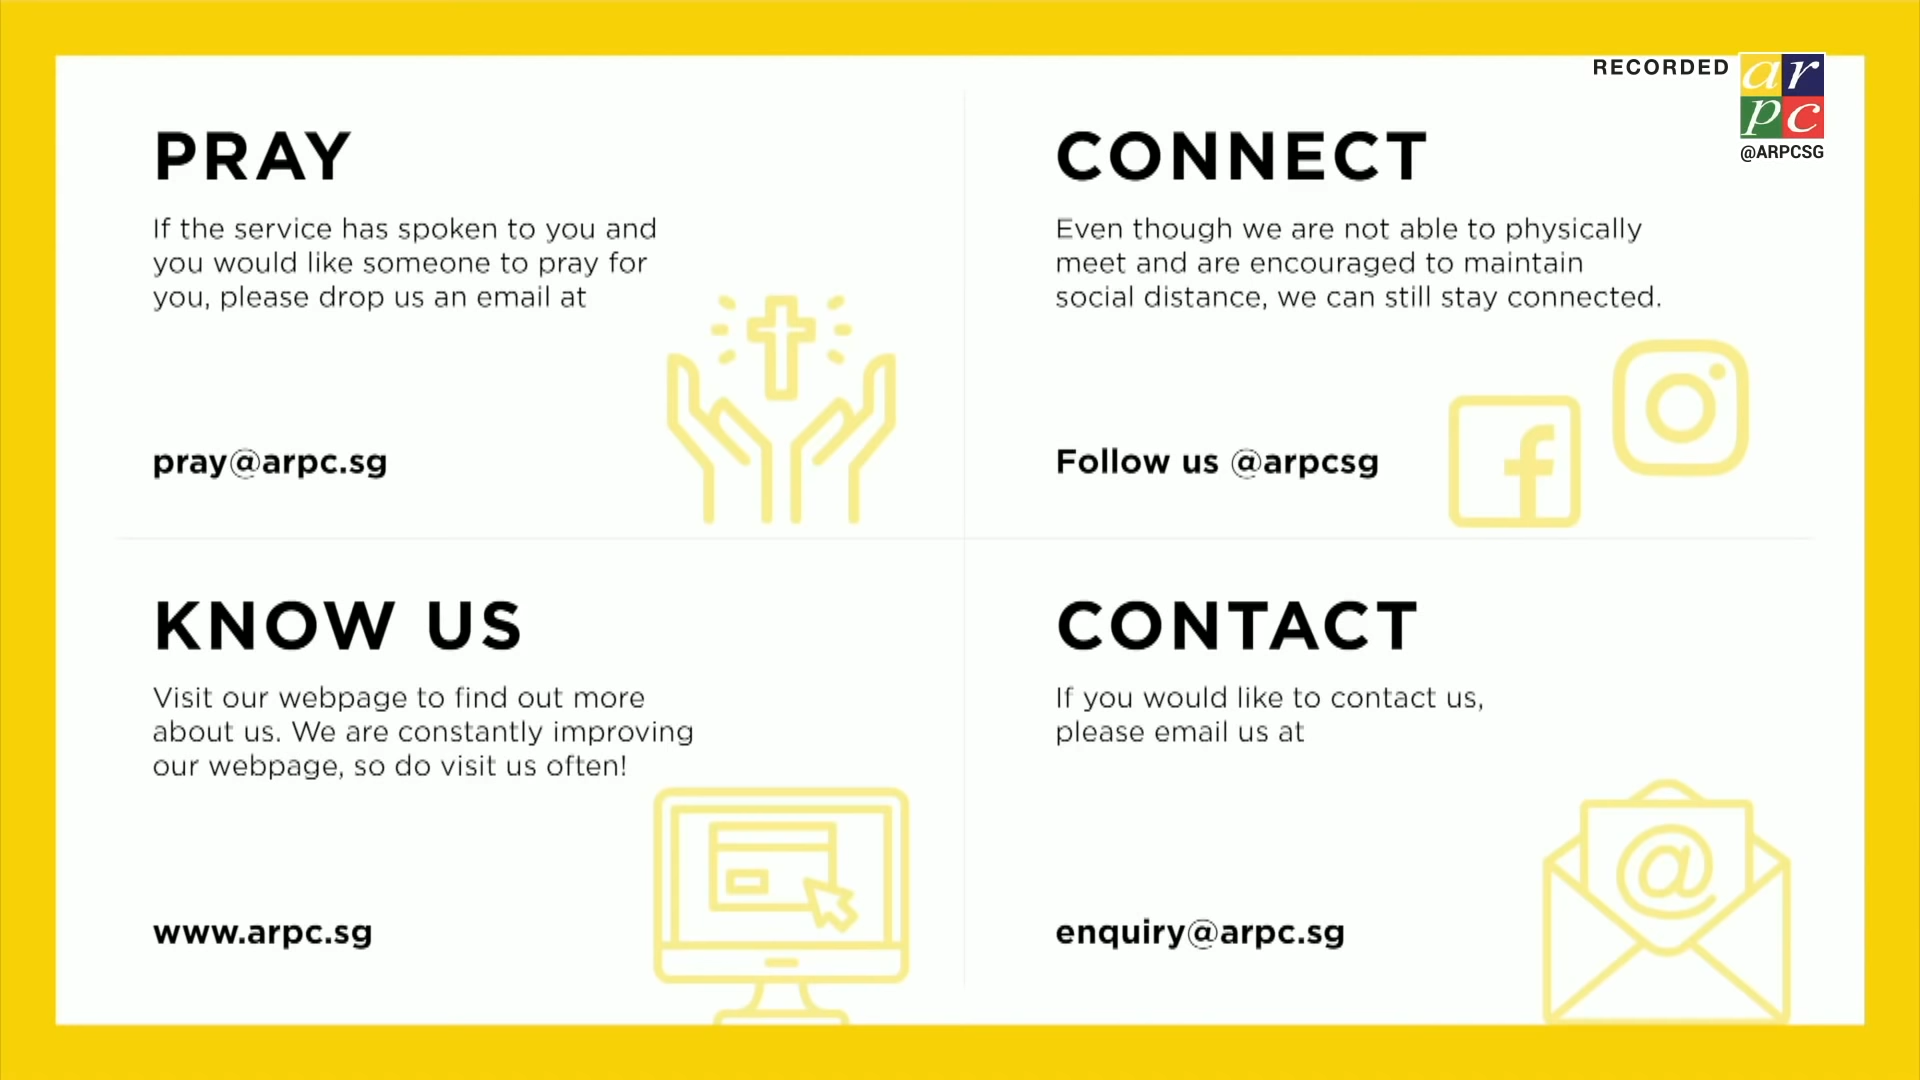 RECORDED
ar
pc
@ARPCSG
PRAY
If the service has spoken to you and
you would like someone to pray for
you, please drop us an email at
pray@arpc.sg
CONNECT
Even though we are not able to physically
meet and are encouraged to maintain
social distance, we can still stay connected.
Follow us @arpcsg
KNOW US
Visit our webpage to find out more
about us. We are constantly improving
our webpage, so do visit us often!
www.arpc.sg
CONTACT
If you would like to contact us,
please email us at
enquiry@arpc.sg